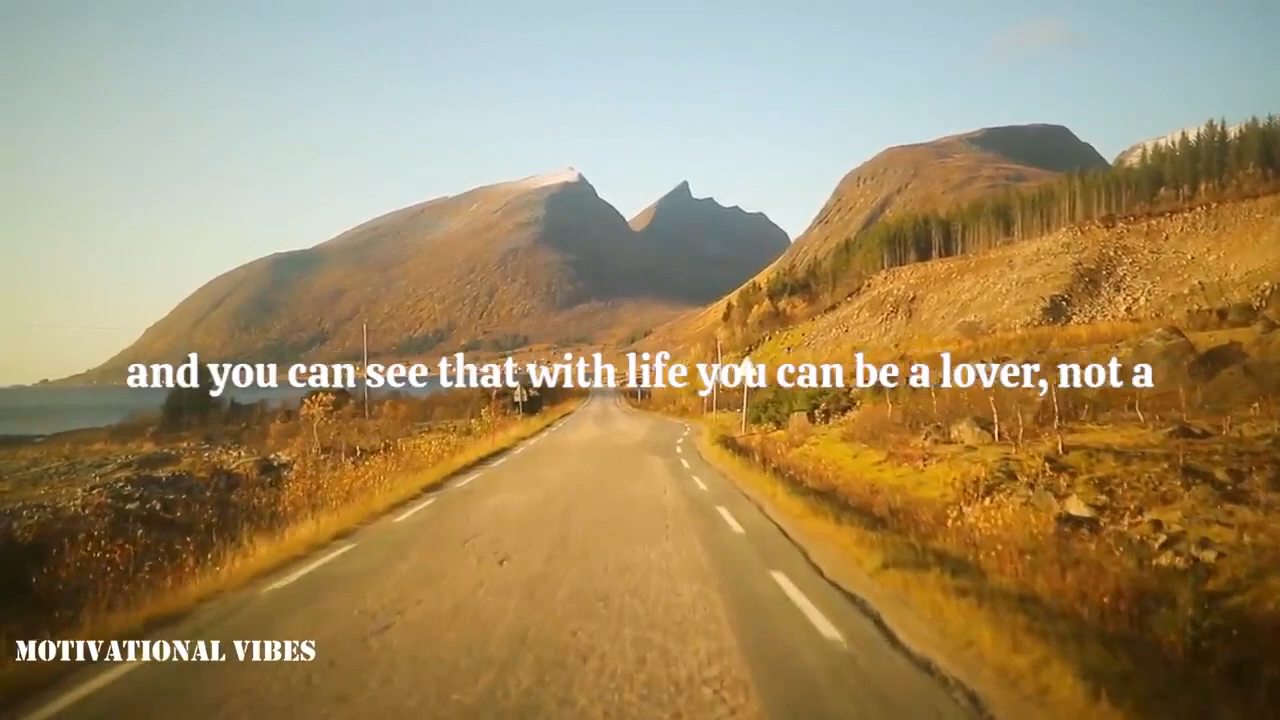 and you can see that with life you can be a lover, not a
MOTIVATIONAL VIBES